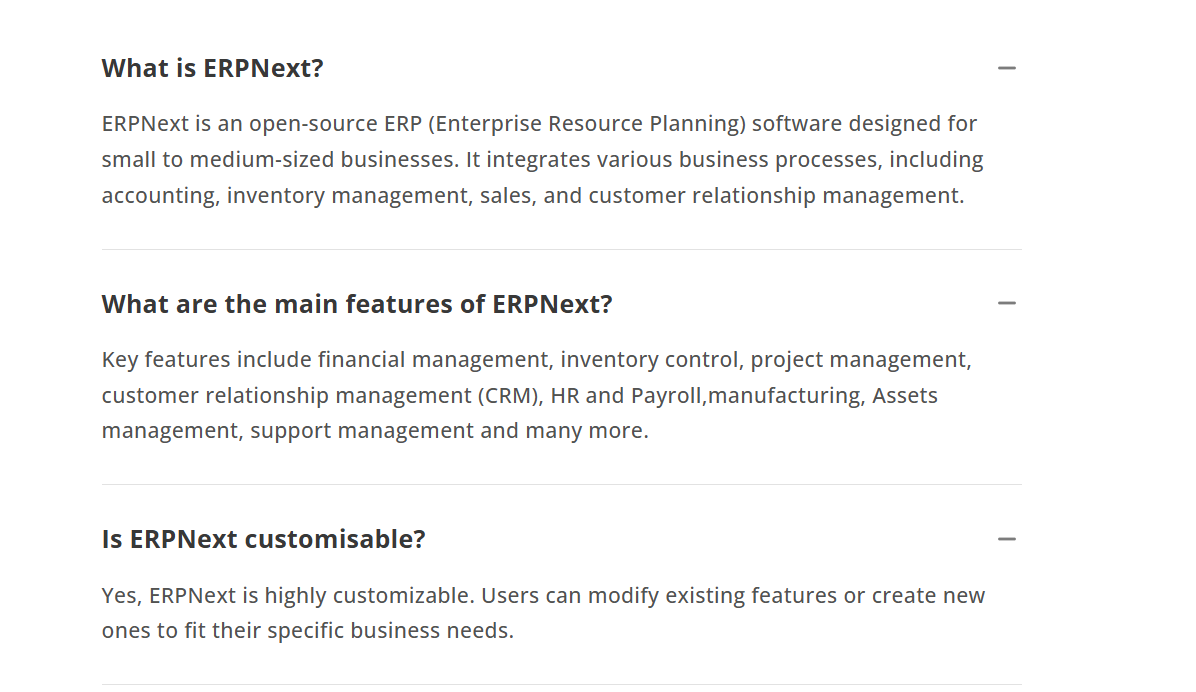 What is ERPNext?
ERPNext is an open-source ERP (Enterprise Resource Planning) software designed for
small to medium-sized businesses. It integrates various business processes, including
accounting, inventory management, sales, and customer relationship management.
What are the main features of ERPNext?
Key features include financial management, inventory control, project management,
customer relationship management (CRM), HR and Payroll,manufacturing, Assets
management, support management and many more.
Is ERPNext customisable?
Yes, ERPNext is highly customizable. Users can modify existing features or create new
ones to fit their specific business needs.